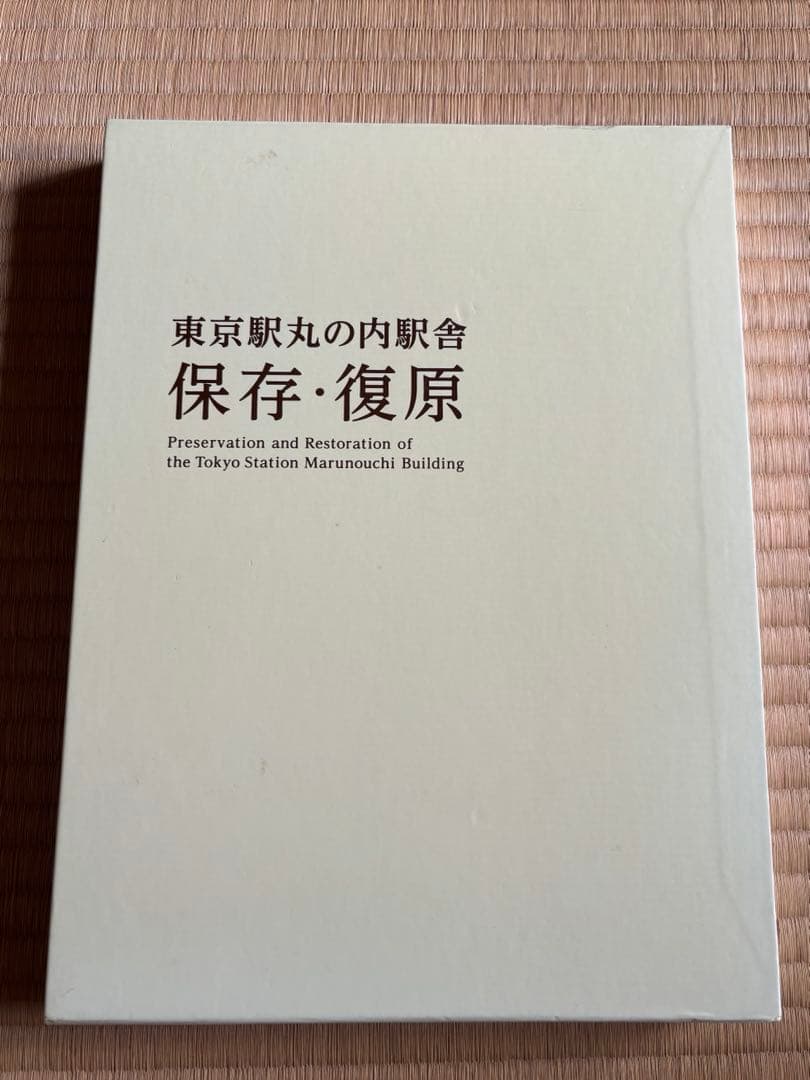 東京駅丸の内駅舎
保存・復原
Preservation and Restoration of
the Tokyo Station Marunouchi Building